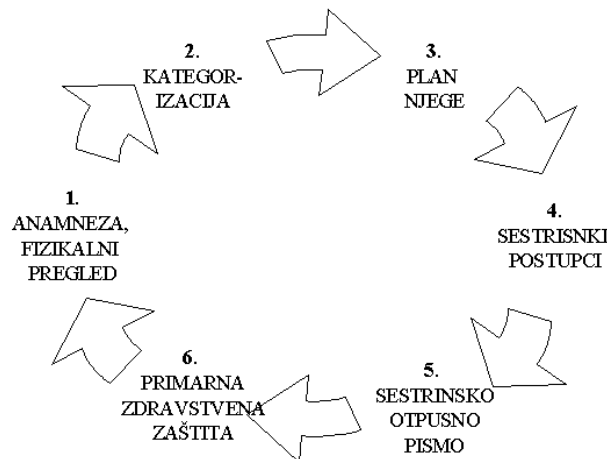 1.
ANAMNEZA,
FIZIKALNI
PREGLED
2.
KATEGOR-
IZACIJA
3.
PLAN
NJEGE
4.
SESTRISNKI
POSTUPCI
5.
SESTRINSKO
OTPUSNO
PISMO
6.
PRIMARNA
ZDRAVSTVENA
ZAŠTITA